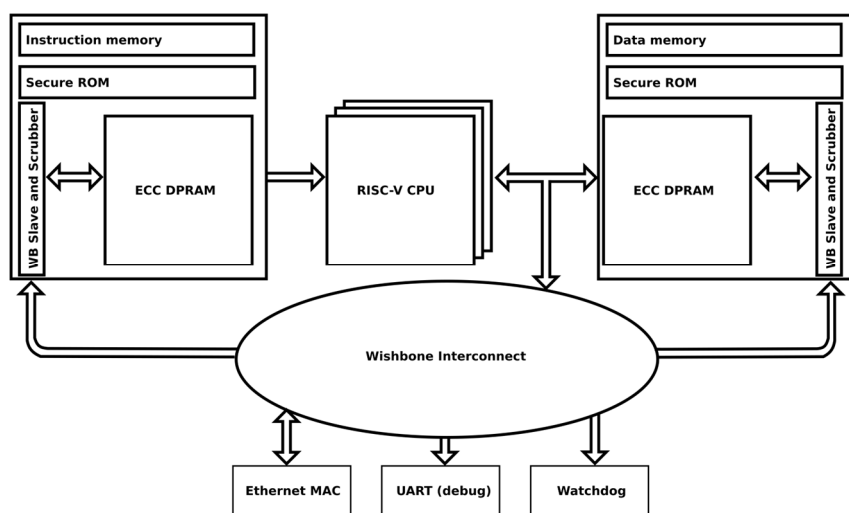 Instruction memory
Secure ROM
WB Slave and Scrubber
ECC DPRAM
RISC-V CPU
Data memory
Secure ROM
ECC DPRAM
WB Slave and Scrubber
Wishbone Interconnect
Ethernet MAC
UART (debug)
Watchdog